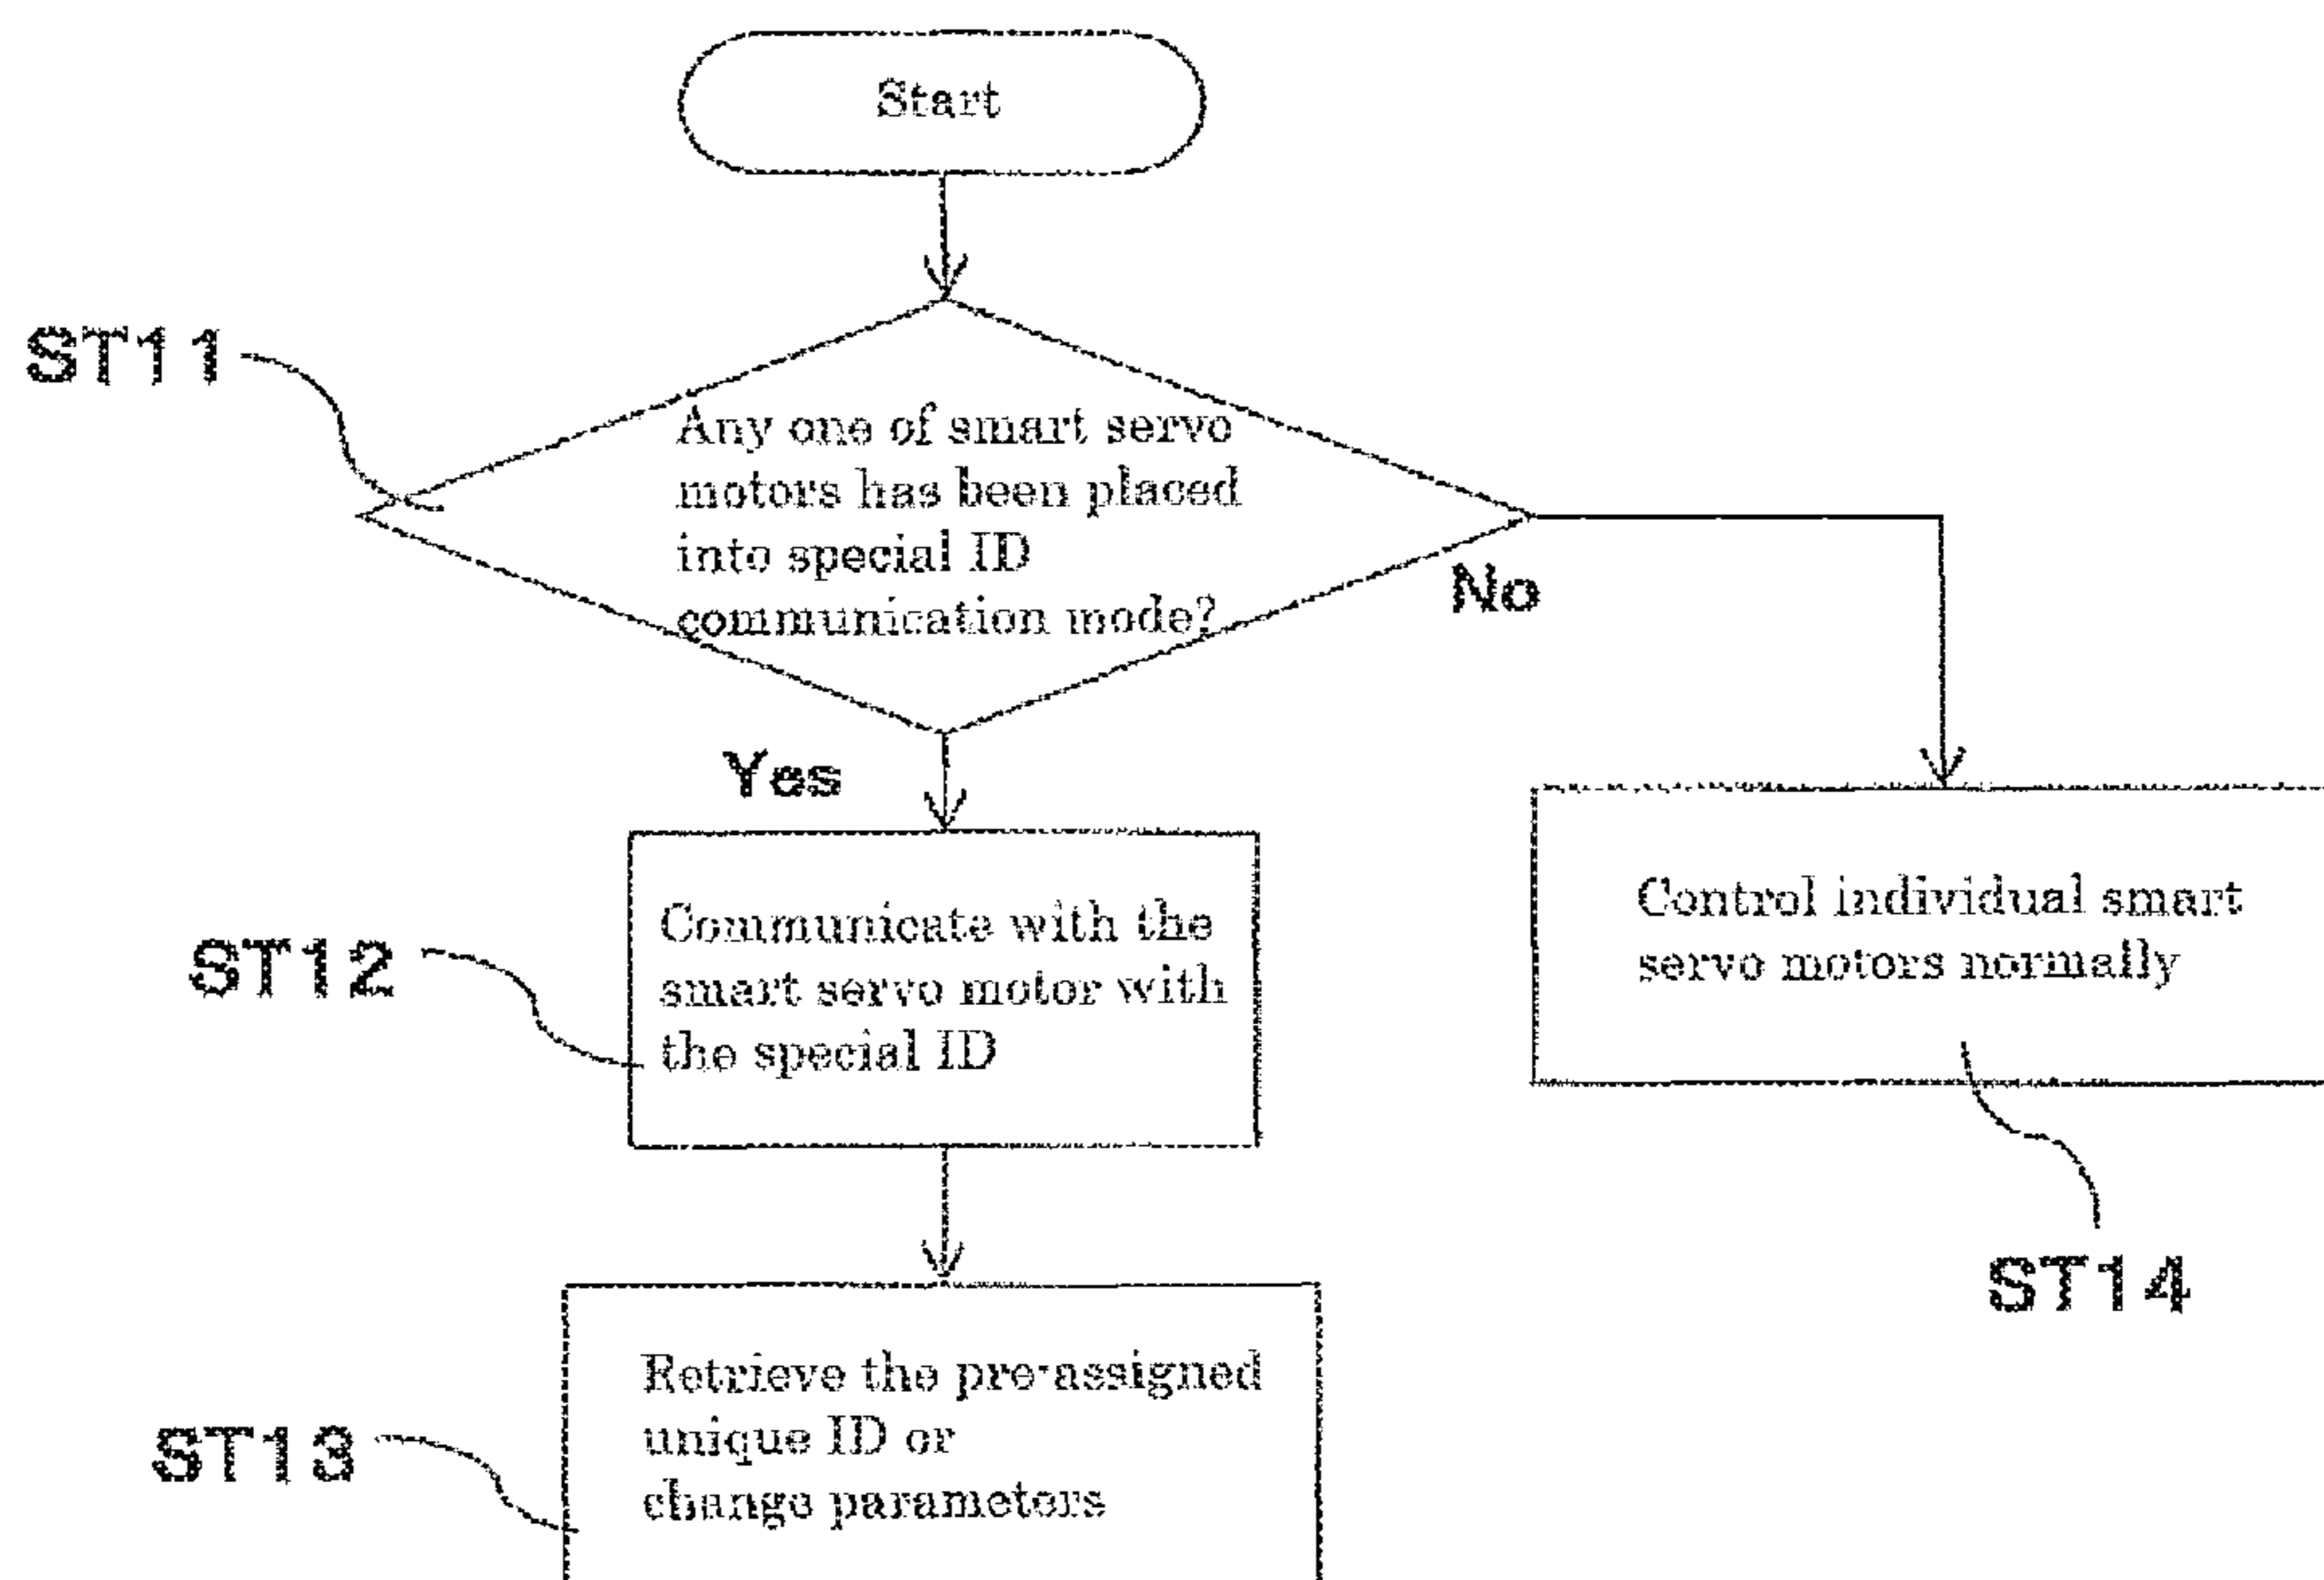 Start
ST11
Any one of smart servo
motors has been placed
into special ID
communication mode?
No
Yes
Communicate with the
smart servo motor with
the special ID
ST12
Control individual smart
servo motors normally
ST14
Retrieve the pre-assigned
unique ID or
change parameters
ST13